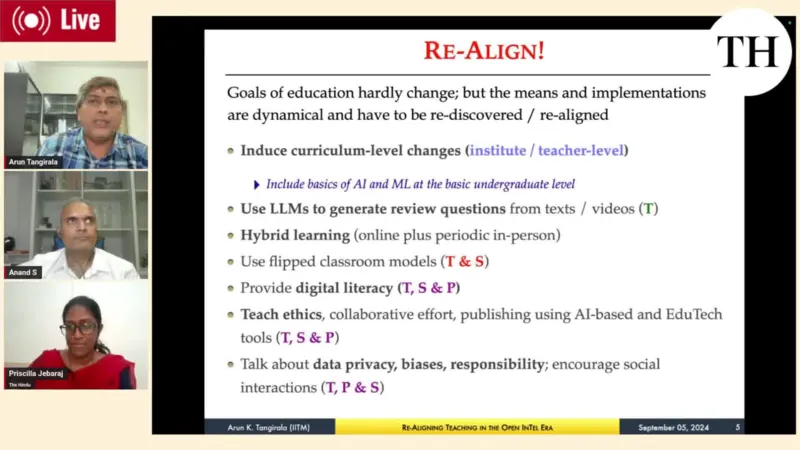 Live
TH
RE-ALIGN!
Goals of education hardly change; but the means and implementations
are dynamical and have to be re-discovered / re-aligned
Induce curriculum-level changes (institute / teacher-level)
Include basics of AI and ML at the basic undergraduate level
Use LLMs to generate review questions from texts / videos (T)
Hybrid learning (online plus periodic in-person)
Use flipped classroom models (T & S)
Provide digital literacy (T, S & P)
Teach ethics, collaborative effort, publishing using AI-based and EduTech
tools (T, S & P)
Talk about data privacy, biases, responsibility; encourage social
interactions (T, P & S)
Arun K. Tangirala (IITM)
RE-ALIGNING TEACHING IN THE OPEN INTEL ERA
September 05, 2024
5
Arun Tangirala
Anand S
Priscilla Jebaraj
The Hindu